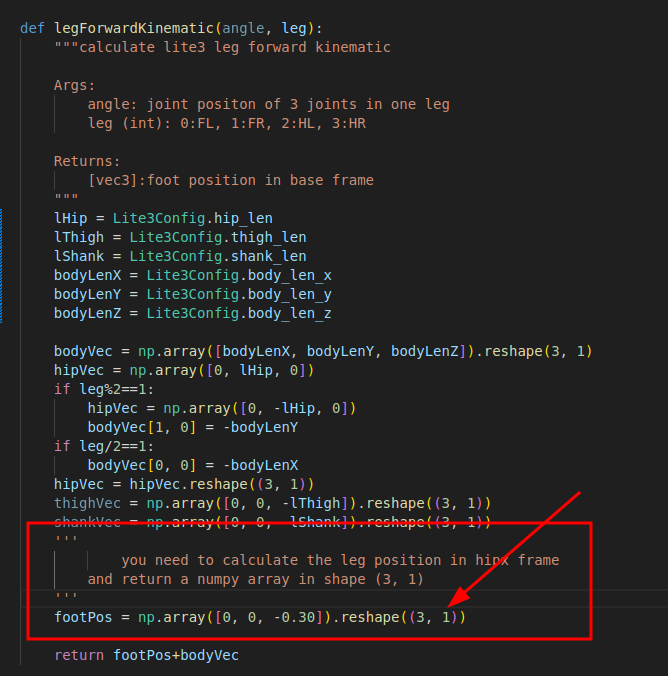 def legForwardKinematic(angle, leg):
"""calculate lite3 leg forward kinematic
Args:
angle: joint positon of 3 joints in one leg
leg (int): 0:FL, 1:FR, 2:HL, 3:HR
Returns:
[vec3]:foot position in base frame
"""
lHip = Lite3Config.hip_len
lThigh = Lite3Config.thigh_len
lShank = Lite3Config.shank_len
bodyLenX = Lite3Config.body_len_x
bodyLenY = Lite3Config.body_len_y
bodyLenZ = Lite3Config.body_len_z
bodyVec = np.array([bodyLenX, bodyLenY, bodyLenZ]).reshape(3, 1)
hipVec = np.array([0, lHip, 0])
if leg%2==1:
hipVec = np.array([0, -lHip, 0])
bodyVec[1, 0] = -bodyLenY
if leg/2==1:
bodyVec[0, 0] = -bodyLenX
hipVec = hipVec.reshape((3, 1))
thighVec = np.array([0, 0, -lThigh]).reshape((3, 1))
shankVec = np.array([0, 0, -lShank]).reshape((3, 1))
'''
you need to calculate the leg position in hipx frame
and return a numpy array in shape (3, 1)
'''
footPos = np.array([0, 0, -0.30]).reshape((3, 1))
return footPos+bodyVec